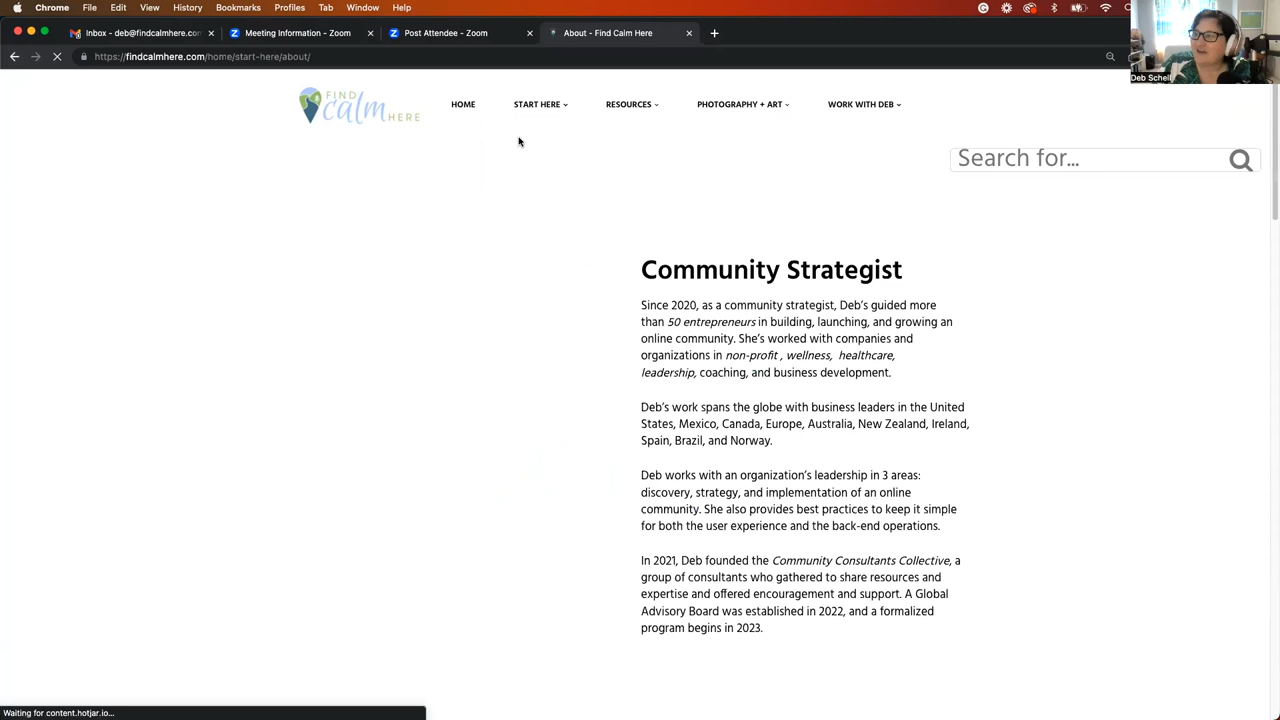 Chrome File Edit View History Bookmarks Profiles Tab Window Help
Inbox - deb@findcalmhere.com Meeting Information - Zoom Post Attendee - Zoom About - Find Calm Here
https://findcalmhere.com/home/start-here/about/
Deb Schell
FIND calm HERE
HOME START HERE RESOURCES PHOTOGRAPHY + ART WORK WITH DEB
Search for...
Community Strategist
Since 2020, as a community strategist, Deb's guided more
than 50 entrepreneurs in building, launching, and growing an
online community. She's worked with companies and
organizations in non-profit , wellness, healthcare,
leadership, coaching, and business development.
Deb's work spans the globe with business leaders in the United
States, Mexico, Canada, Europe, Australia, New Zealand, Ireland,
Spain, Brazil, and Norway.
Deb works with an organization's leadership in 3 areas:
discovery, strategy, and implementation of an online
community. She also provides best practices to keep it simple
for both the user experience and the back-end operations.
In 2021, Deb founded the Community Consultants Collective, a
group of consultants who gathered to share resources and
expertise and offered encouragement and support. A Global
Advisory Board was established in 2022, and a formalized
program begins in 2023.
Waiting for content.hotjar.io...